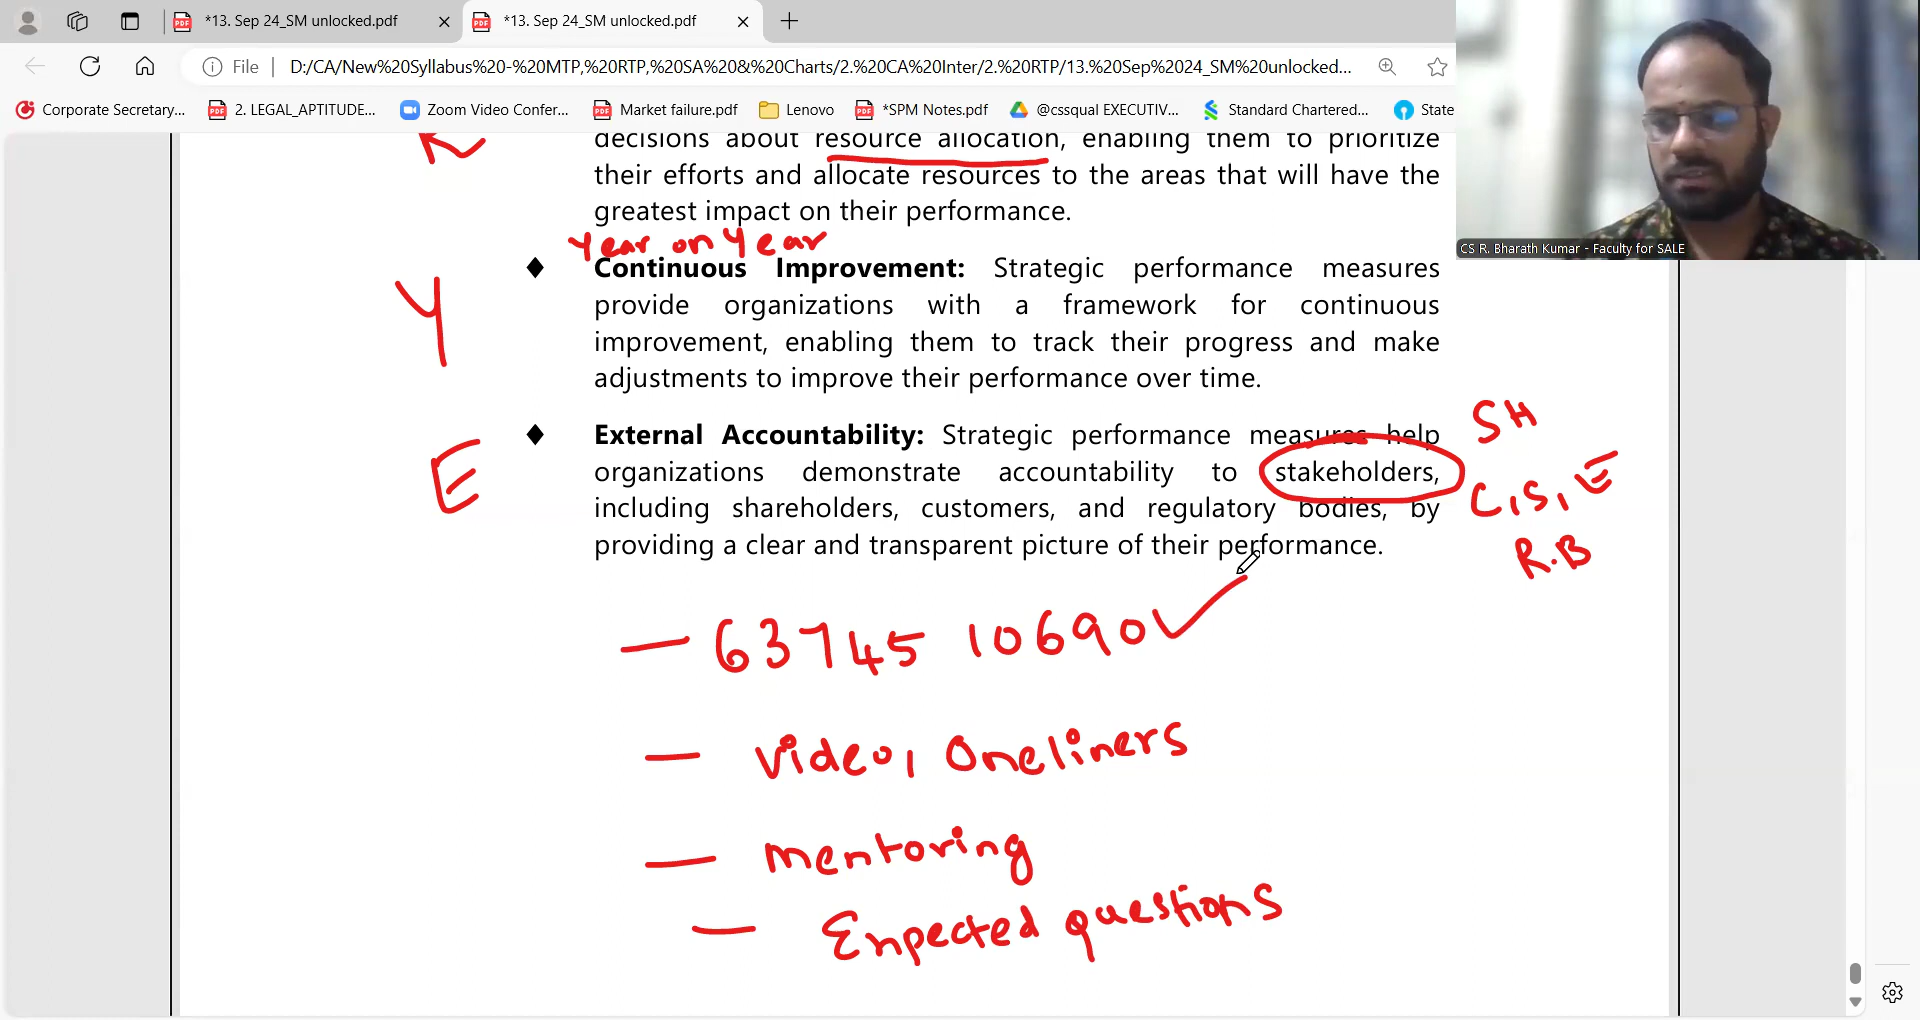 *13. Sep 24_SM unlocked.pdf
*13. Sep 24_SM unlocked.pdf
File
D:/CA/New%20Syllabus%20-%20MTP,%20RTP,%20SA%20&%20Charts/2.%20CA%20Inter/2.%20RTP/13.%20Sep%2024_SM%20unlocked...
Corporate Secretary...
2. LEGAL_APTITUDE...
Zoom Video Confer...
Market failure.pdf
Lenovo
*SPM Notes.pdf
@cssqual EXECUTIV...
Standard Chartered...
State
CS R. Bharath Kumar - Faculty for SALE
R
decisions about resource allocation, enabling them to prioritize
their efforts and allocate resources to the areas that will have the
greatest impact on their performance.
Year on Year
Y
Continuous Improvement: Strategic performance measures
provide organizations with a framework for continuous
improvement, enabling them to track their progress and make
adjustments to improve their performance over time.
E
External Accountability: Strategic performance measures help
organizations demonstrate accountability to stakeholders,
including shareholders, customers, and regulatory bodies, by
providing a clear and transparent picture of their performance.
SH
C, S, E
R.B
— 63745 10690 ✓
— Video, Oneliners
— mentoring
— Expected questions